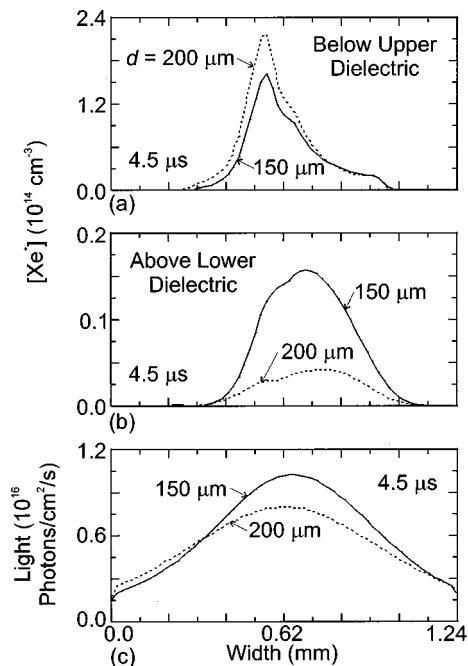 2.4
d = 200 μm
Below Upper
Dielectric
1.2
4.5 μs
150 μm
0.0
(a)
[Xe*] (10^14 cm^-3)
0.2
Above Lower
Dielectric
150 μm
0.1
200 μm
4.5 μs
0.0
(b)
1.2
150 μm
4.5 μs
0.6
200 μm
Light (10^16
Photons/cm^2/s)
0.0
0.0
0.62
1.24
Width (mm)
(c)